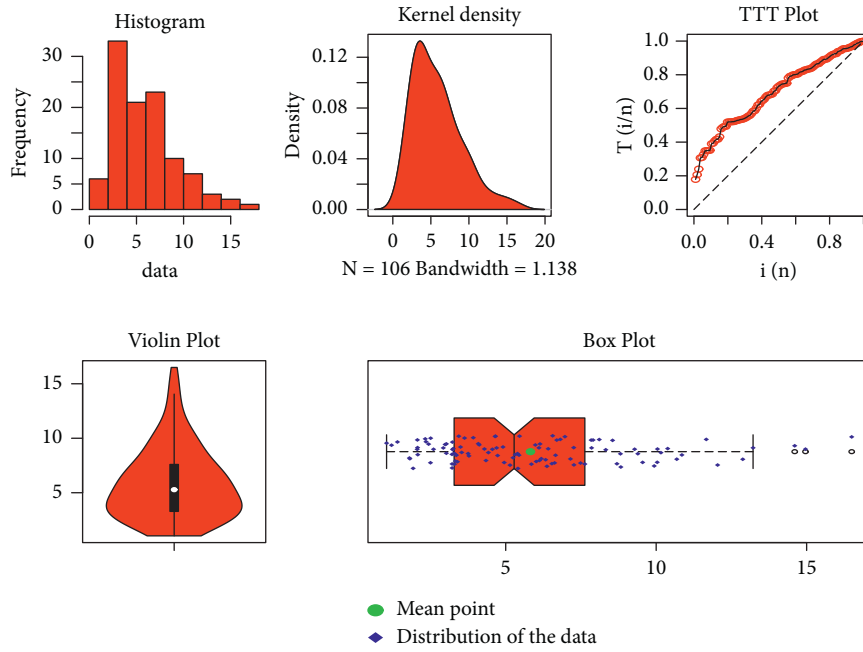 Histogram
Frequency
30
20
10
5
0
0 5 10 15
data
Kernel density
Density
0.12
0.08
0.04
0.00
0 5 10 15 20
N = 106 Bandwidth = 1.138
TTT Plot
T (i/n)
1.0
0.8
0.6
0.4
0.2
0.0
0.0 0.4 0.8
i (n)
Violin Plot
15
10
5
Box Plot
5 10 15
Mean point
Distribution of the data